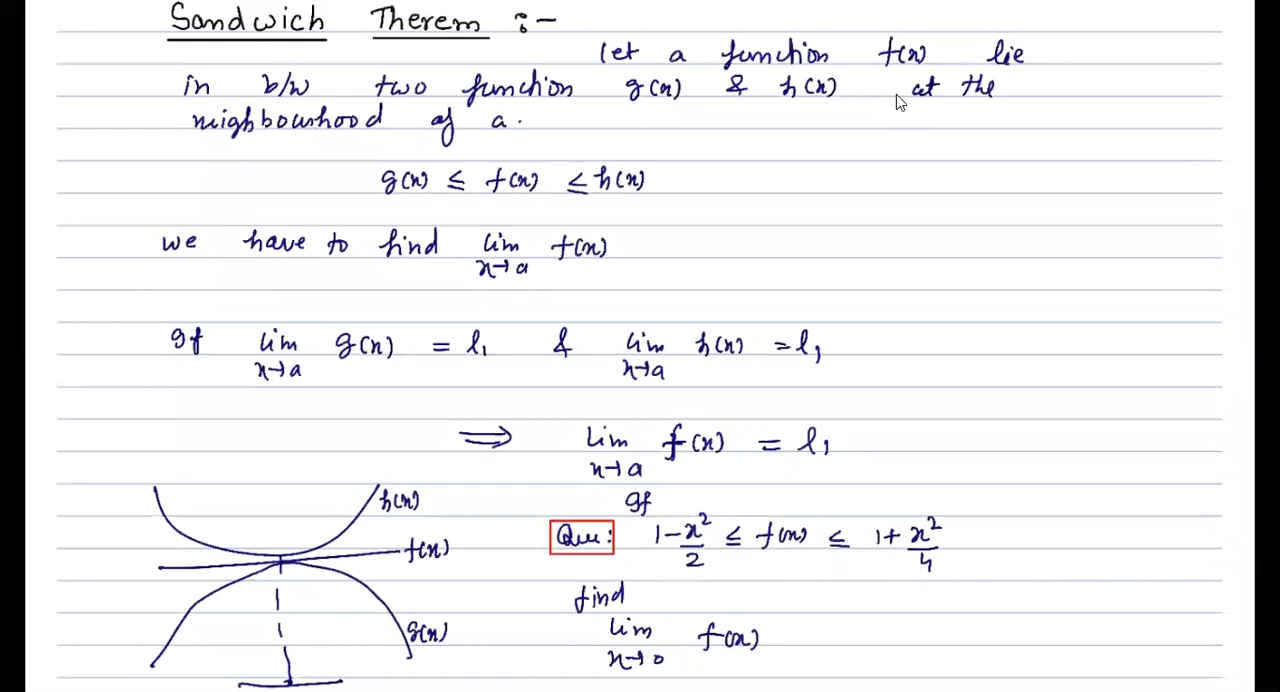 Sandwich Therem :-
let a function f(x) lie
in b/w two function g(x) & h(x) at the
neighbourhood of a.
g(x) ≤ f(x) ≤ h(x)
we have to find lim x→a f(x)
If lim x→a g(x) = l₁ & lim x→a h(x) = l₁
⇒ lim x→a f(x) = l₁
If
Que: 1 - x²/2 ≤ f(x) ≤ 1 + x²/4
find
lim x→0 f(x)
h(x)
f(x)
g(x)